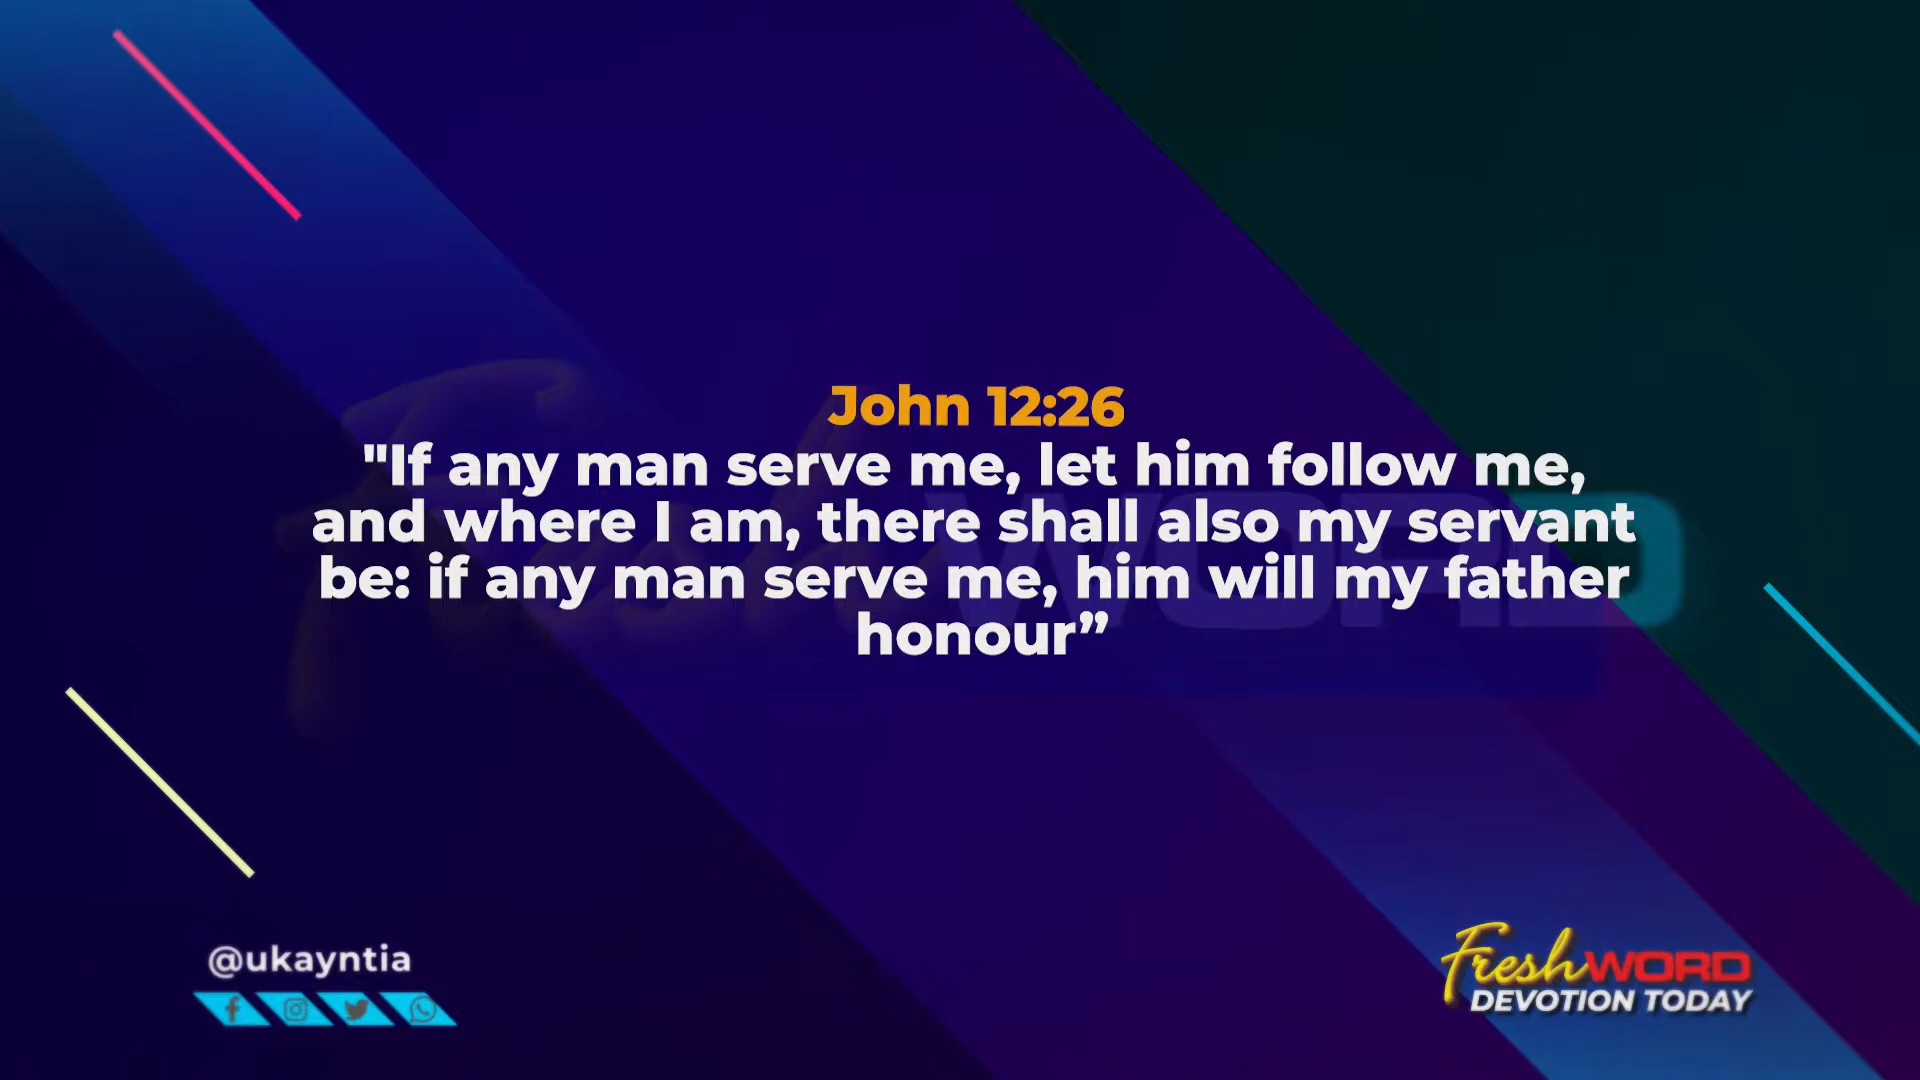 John 12:26
"If any man serve me, let him follow me,
and where I am, there shall also my servant
be: if any man serve me, him will my father
honour”
WORD
@ukayntia
FreshWORD
DEVOTION TODAY